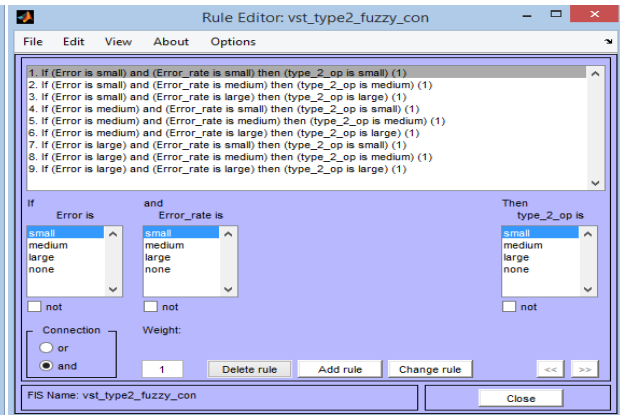 Rule Editor: vst_type2_fuzzy_con
File Edit View About Options
1. If (Error is small) and (Error_rate is small) then (type_2_op is small) (1)
2. If (Error is small) and (Error_rate is medium) then (type_2_op is medium) (1)
3. If (Error is small) and (Error_rate is large) then (type_2_op is large) (1)
4. If (Error is medium) and (Error_rate is small) then (type_2_op is small) (1)
5. If (Error is medium) and (Error_rate is medium) then (type_2_op is medium) (1)
6. If (Error is medium) and (Error_rate is large) then (type_2_op is large) (1)
7. If (Error is large) and (Error_rate is small) then (type_2_op is small) (1)
8. If (Error is large) and (Error_rate is medium) then (type_2_op is medium) (1)
9. If (Error is large) and (Error_rate is large) then (type_2_op is large) (1)
If and Then
Error is Error_rate is type_2_op is
small small small
medium medium medium
large large large
none none none
not not not
Connection Weight:
or
and 1 Delete rule Add rule Change rule << >>
FIS Name: vst_type2_fuzzy_con Close